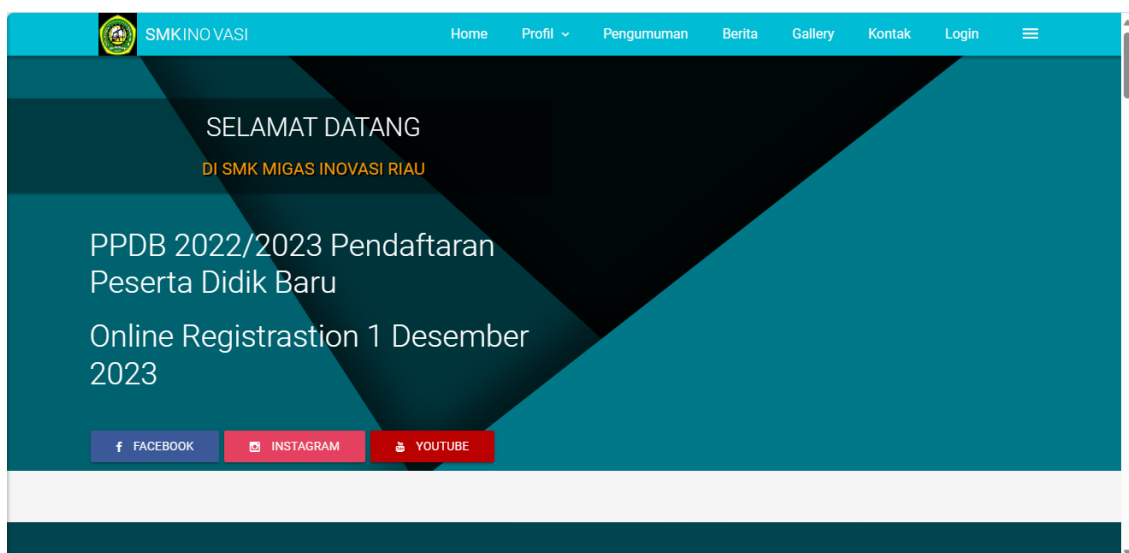 SMKINOVASI
Home Profil Pengumuman Berita Gallery Kontak Login
SELAMAT DATANG
DI SMK MIGAS INOVASI RIAU
PPDB 2022/2023 Pendaftaran
Peserta Didik Baru
Online Registrastion 1 Desember
2023
FACEBOOK INSTAGRAM YOUTUBE